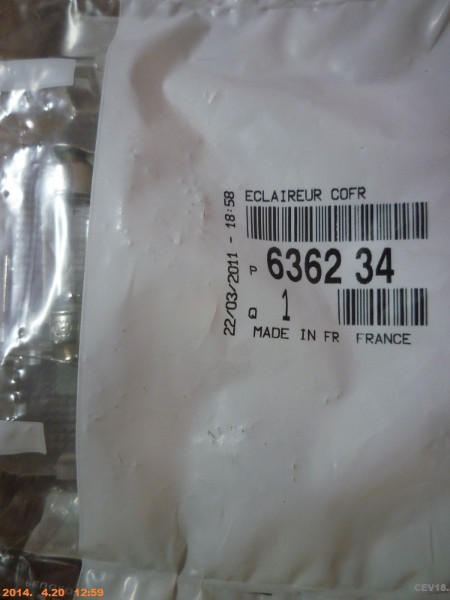 ECLAIREUR COFR
22/03/2011 - 18:58
P 6362 34
Q 1
MADE IN FR FRANCE
2014. 4.20 12:59
CEV18.